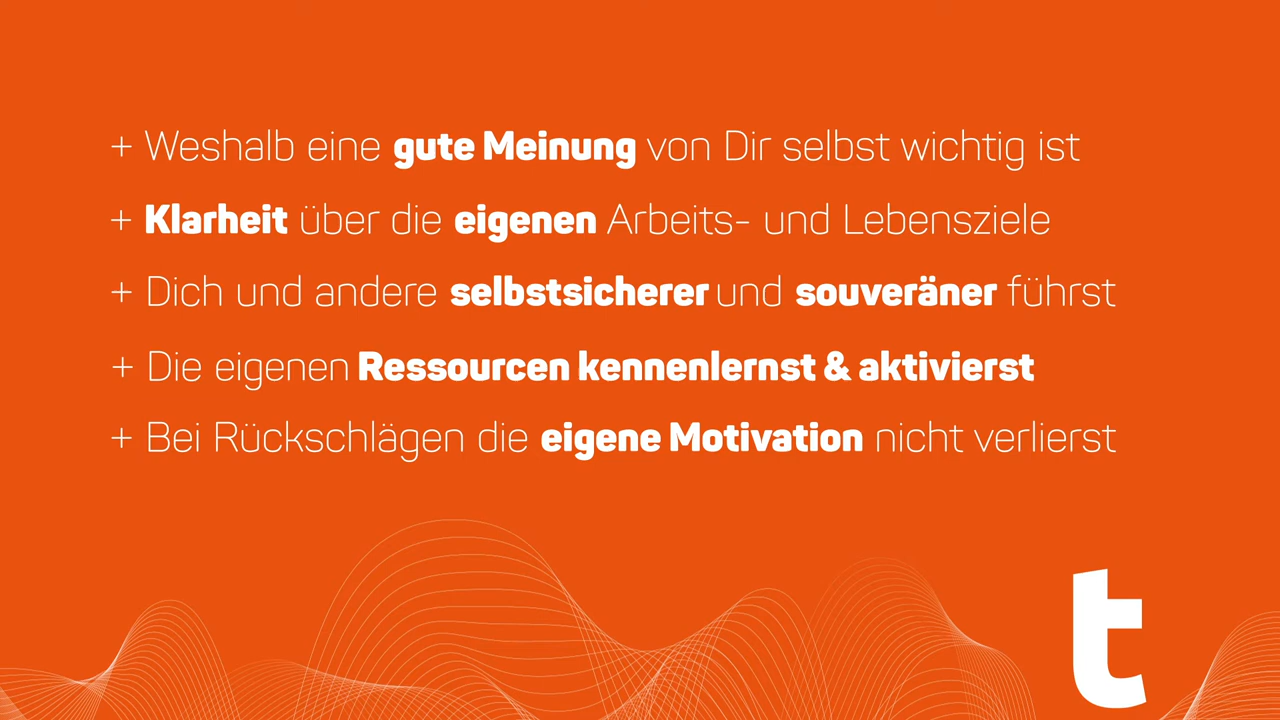 + Weshalb eine gute Meinung von Dir selbst wichtig ist
+ Klarheit über die eigenen Arbeits- und Lebensziele
+ Dich und andere selbstsicherer und souveräner führst
+ Die eigenen Ressourcen kennenlernst & aktivierst
+ Bei Rückschlägen die eigene Motivation nicht verlierst
t